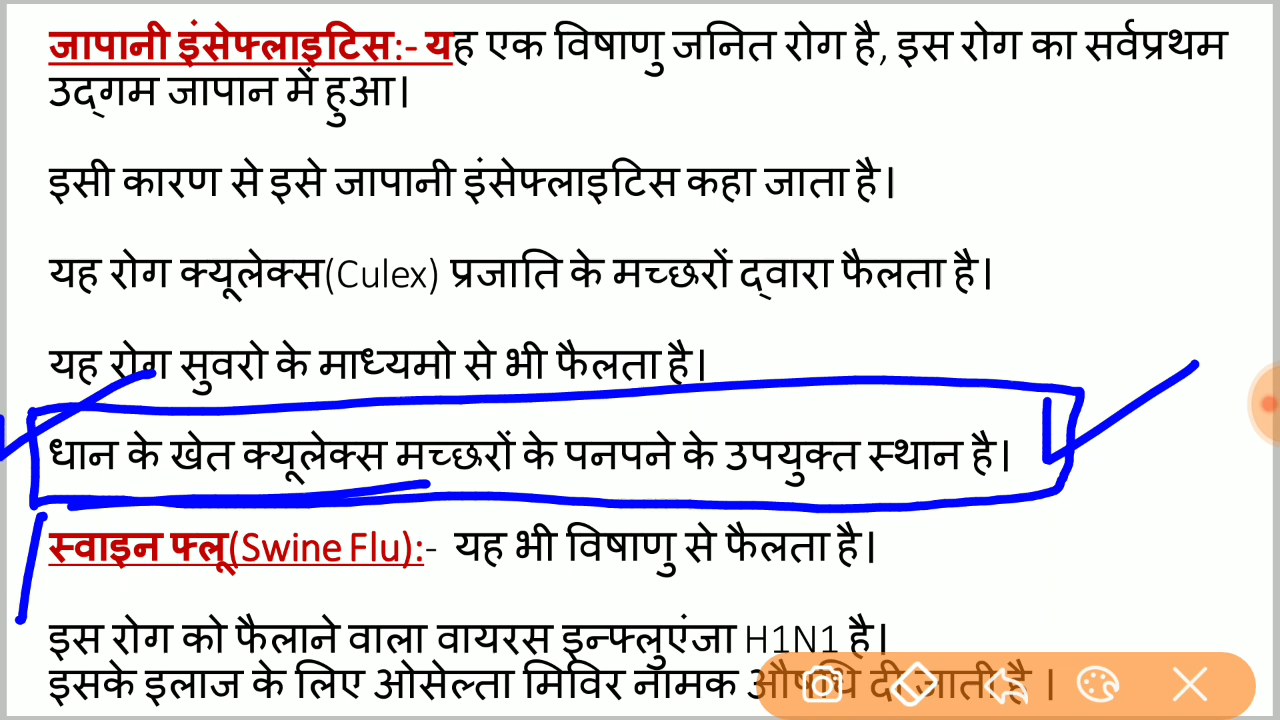 जापानी इंसेफ्लाइटिस:- यह एक विषाणु जनित रोग है, इस रोग का सर्वप्रथम
उद्गम जापान में हुआ।
इसी कारण से इसे जापानी इंसेफ्लाइटिस कहा जाता है।
यह रोग क्यूलेक्स(Culex) प्रजाति के मच्छरों द्वारा फैलता है।
यह रोग सुवरो के माध्यमो से भी फैलता है।
धान के खेत क्यूलेक्स मच्छरों के पनपने के उपयुक्त स्थान है।
स्वाइन फ्लू(Swine Flu):- यह भी विषाणु से फैलता है।
इस रोग को फैलाने वाला वायरस इन्फ्लुएंजा H1N1 है।
इसके इलाज के लिए ओसेल्ता मिविर नामक औषधि दी जाती है ।